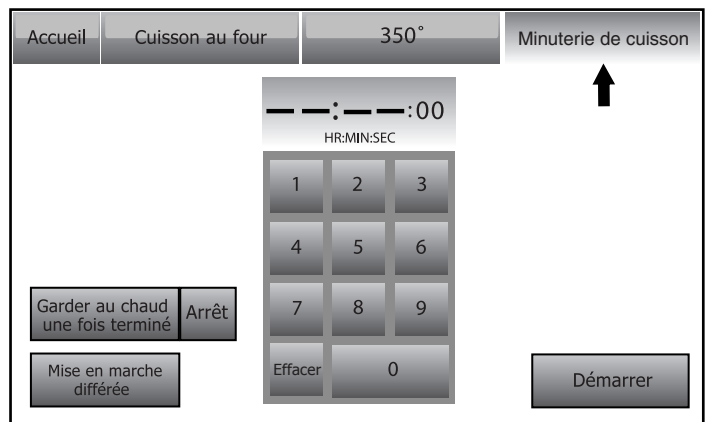 Accueil Cuisson au four 350° Minuterie de cuisson
– –:– –:00
HR:MIN:SEC
1 2 3
4 5 6
7 8 9
Garder au chaud
une fois terminé
Arrêt
Effacer 0
Mise en marche
différée
Démarrer